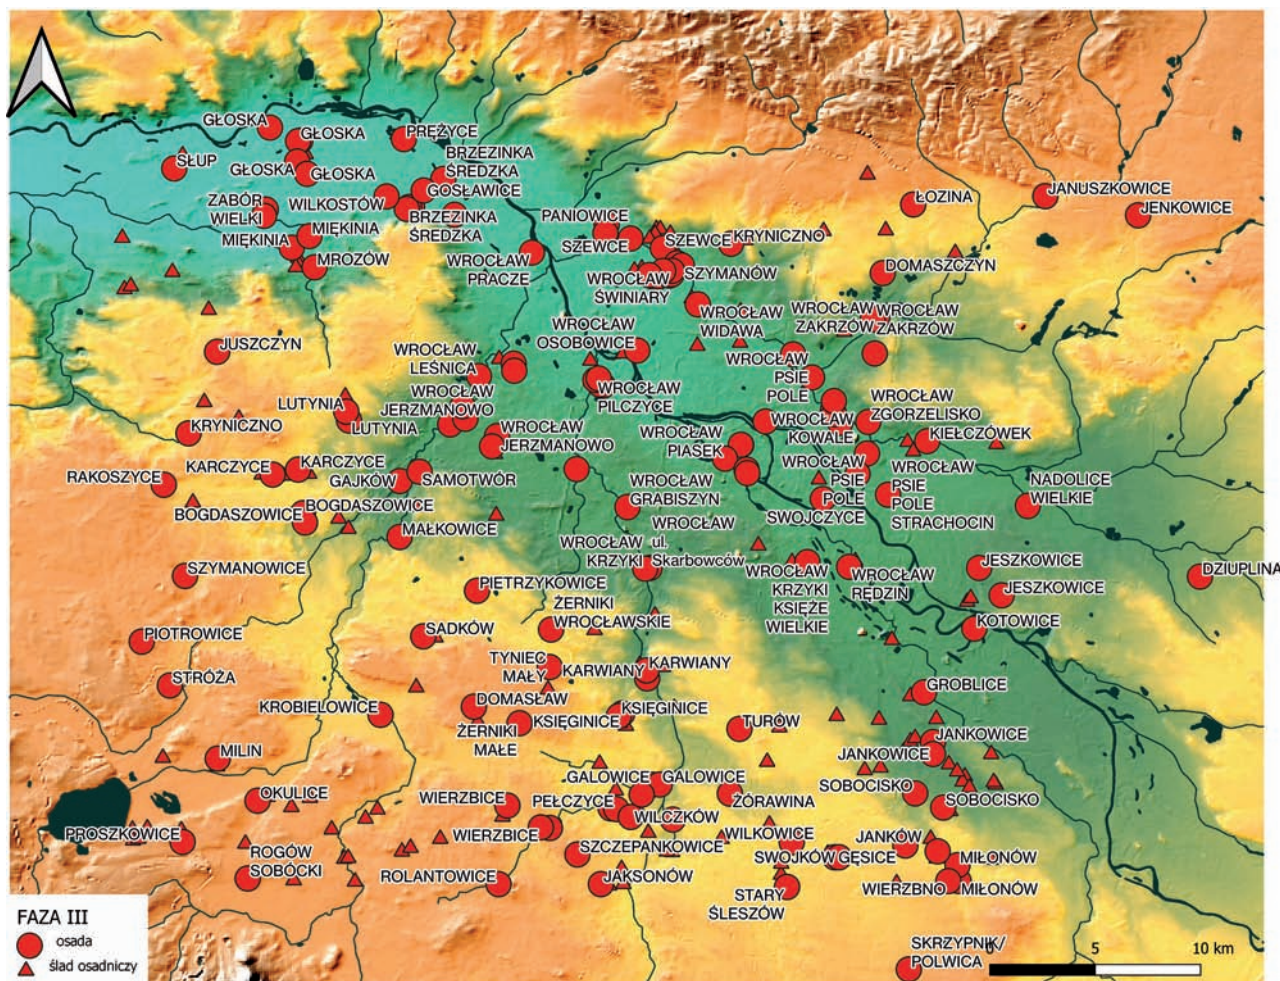 GŁOSKA
GŁOSKA
PRĘŻYCE
SŁUP
GŁOSKA
GŁOSKA
BRZEZINKA
ŚREDZKA
GOSŁAWICE
ZABÓR
WIELKI
WILKOSTÓW
BRZEZINKA
ŚREDZKA
MIĘKINIA
MIĘKINIA
MROZÓW
PANIOWICE
SZEWCE
SZEWCE
KRYNICZNO
ŁOZINA
JANUSZKOWICE
JENKOWICE
WROCŁAW
PRACZE
WROCŁAW
ŚWINIARY
SZYMANÓW
DOMASZCZYN
WROCŁAW
WIDAWA
WROCŁAW
ZAKRZÓW
WROCŁAW
ZAKRZÓW
WROCŁAW
OSOBOWICE
JUSZCZYN
WROCŁAW
LEŚNICA
WROCŁAW
PSIE
POLE
WROCŁAW
JERZMANOWO
WROCŁAW
PILCZYCE
WROCŁAW
ZGORZELISKO
LUTYNIA
LUTYNIA
KRYNICZNO
WROCŁAW
JERZMANOWO
WROCŁAW
PIASEK
WROCŁAW
KOWALE
KIEŁCZÓWEK
RAKOSZYCE
KARCZYCE
KARCZYCE
GAJKÓW
SAMOTWÓR
WROCŁAW
GRABISZYN
WROCŁAW
PSIE
POLE
SWOJCZYCE
WROCŁAW
PSIE
POLE
STRACHOCIN
NADOLICE
WIELKIE
BOGDASZOWICE
BOGDASZOWICE
MAŁKOWICE
WROCŁAW
ul.
Skarbowców
WROCŁAW
KRZYKI
SZYMANOWICE
PIETRZYKOWICE
WROCŁAW
KRZYKI
KSIĘŻE
WIELKIE
WROCŁAW
RĘDZIN
JESZKOWICE
JESZKOWICE
DZIUPLINA
KOTOWICE
ŻERNIKI
WROCŁAWSKIE
PIOTROWICE
SADKÓW
STRÓŻA
TYNIEC
MAŁY
KARWIANY
KARWIANY
GROBLICE
KROBIELOWICE
DOMASŁAW
ŻERNIKI
MAŁE
KSIĘGINICE
KSIĘGINICE
TURÓW
JANKOWICE
JANKOWICE
MILIN
OKULICE
WIERZBICE
GALOWICE
GALOWICE
PEŁCZYCE
ŻÓRAWINA
SOBOCISKO
SOBOCISKO
PROSZKOWICE
WIERZBICE
WILCZKÓW
WILKOWICE
JANKÓW
ROGÓW
SOBÓCKI
SZCZEPANKOWICE
SWOJKÓW
GĘSICE
MIŁONÓW
ROLANTOWICE
JAKSONÓW
STARY
ŚLESZÓW
WIERZBNO
MIŁONÓW
SKRZYPNIK/
POLWICA
FAZA III
osada
ślad osadniczy
0 5 10 km